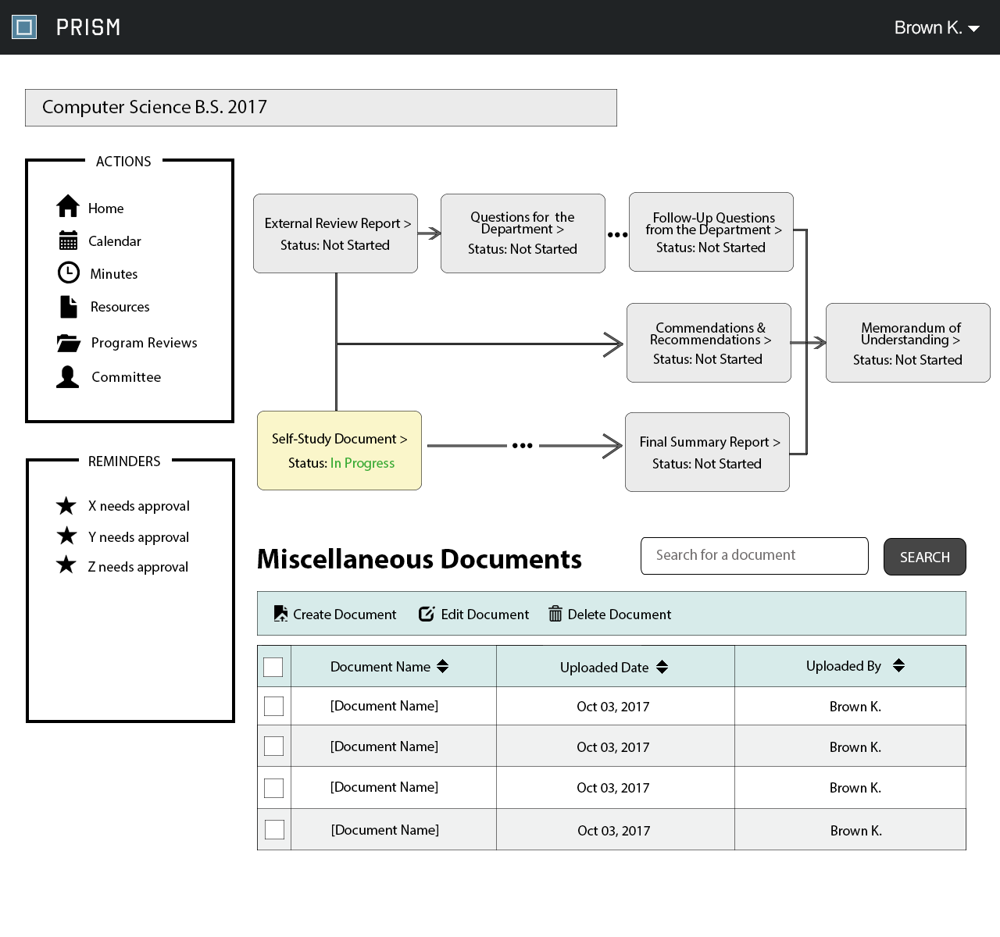 PRISM
Brown K.
Computer Science B.S. 2017
ACTIONS
Home
Calendar
Minutes
Resources
Program Reviews
Committee
External Review Report >
Status: Not Started
Questions for the
Department >
Status: Not Started
Follow-Up Questions
from the Department >
Status: Not Started
Commendations &
Recommendations >
Status: Not Started
Memorandum of
Understanding >
Status: Not Started
Self-Study Document >
Status: In Progress
Final Summary Report >
Status: Not Started
REMINDERS
X needs approval
Y needs approval
Z needs approval
Miscellaneous Documents
Search for a document
SEARCH
Create Document
Edit Document
Delete Document
Document Name
Uploaded Date
Uploaded By
[Document Name]
Oct 03, 2017
Brown K.
[Document Name]
Oct 03, 2017
Brown K.
[Document Name]
Oct 03, 2017
Brown K.
[Document Name]
Oct 03, 2017
Brown K.